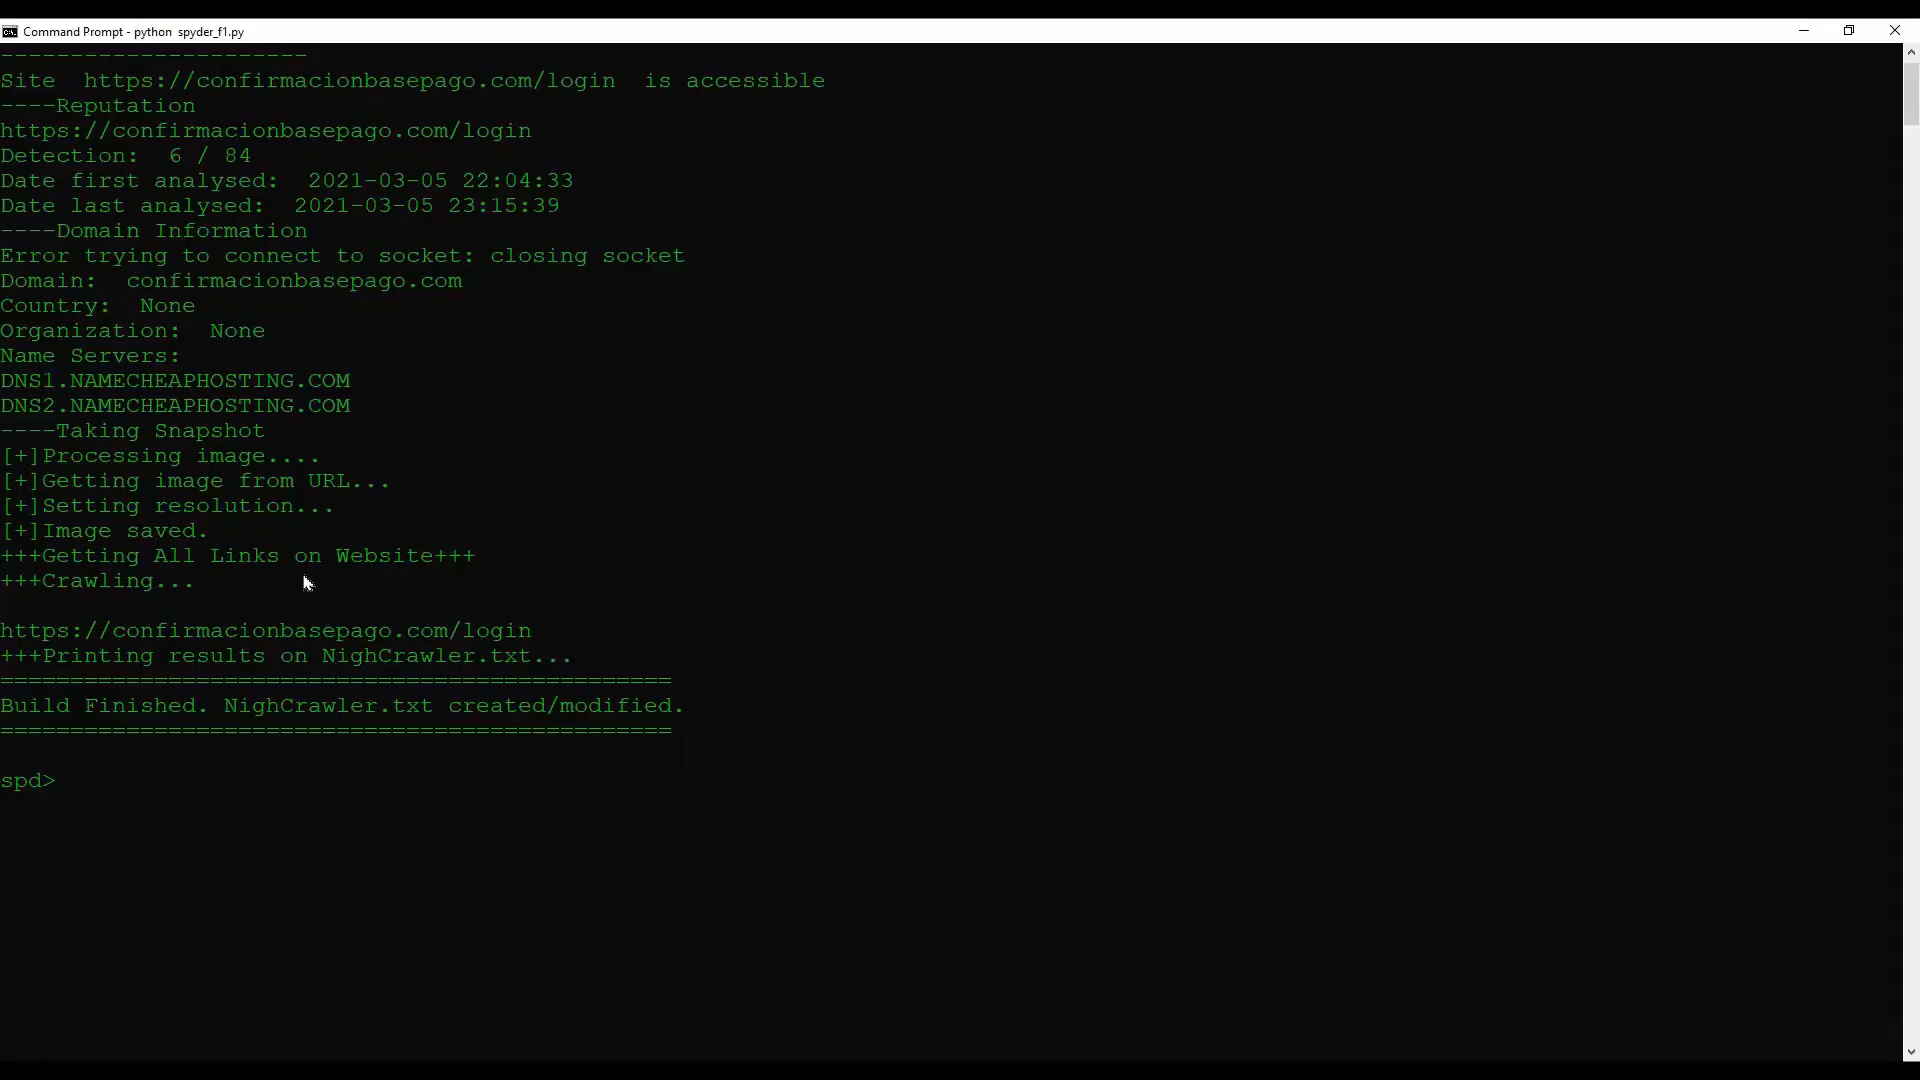 Command Prompt - python  spyder_f1.py
----------------------
Site  https://confirmacionbasepago.com/login  is accessible
----Reputation
https://confirmacionbasepago.com/login
Detection:  6 / 84
Date first analysed:  2021-03-05 22:04:33
Date last analysed:  2021-03-05 23:15:39
----Domain Information
Error trying to connect to socket: closing socket
Domain:  confirmacionbasepago.com
Country:  None
Organization:  None
Name Servers:
DNS1.NAMECHEAPHOSTING.COM
DNS2.NAMECHEAPHOSTING.COM
----Taking Snapshot
[+]Processing image....
[+]Getting image from URL...
[+]Setting resolution...
[+]Image saved.
+++Getting All Links on Website+++
+++Crawling...
https://confirmacionbasepago.com/login
+++Printing results on NighCrawler.txt...
================================================
Build Finished. NighCrawler.txt created/modified.
================================================
spd>